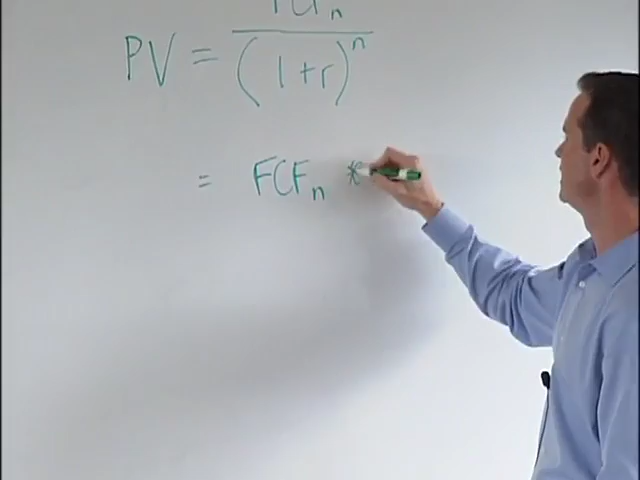 FCFn
PV = (1+r)^n
= FCFn *